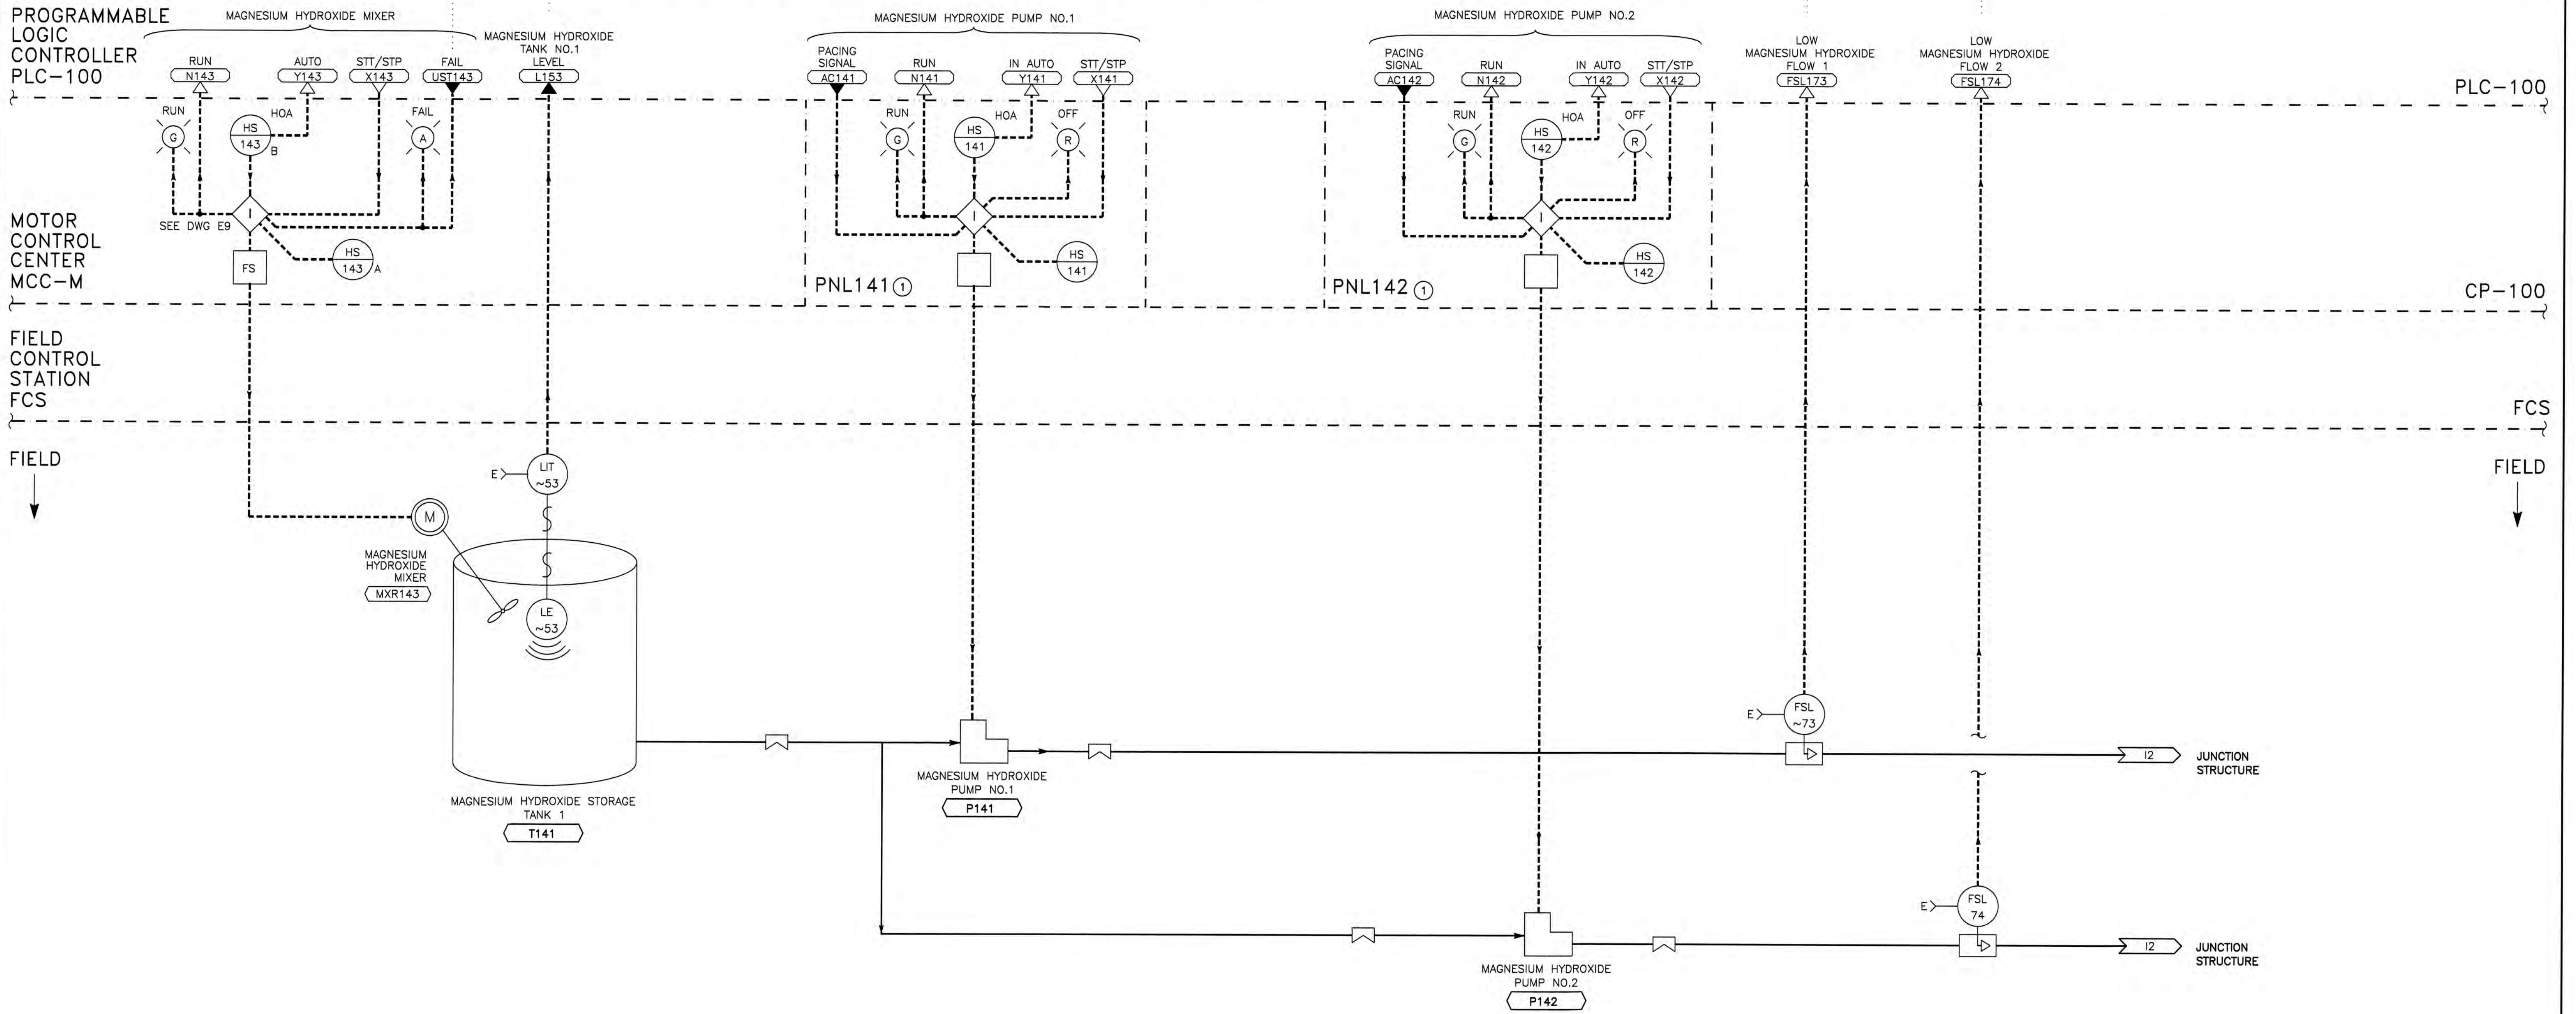 PROGRAMMABLE
LOGIC
CONTROLLER
PLC-100
MAGNESIUM HYDROXIDE MIXER
RUN
N143
AUTO
Y143
STT/STP
X143
FAIL
UST143
MAGNESIUM HYDROXIDE
TANK NO.1
LEVEL
L153
MAGNESIUM HYDROXIDE PUMP NO.1
PACING
SIGNAL
AC141
RUN
N141
IN AUTO
Y141
STT/STP
X141
MAGNESIUM HYDROXIDE PUMP NO.2
PACING
SIGNAL
AC142
RUN
N142
IN AUTO
Y142
STT/STP
X142
LOW
MAGNESIUM HYDROXIDE
FLOW 1
FSL173
LOW
MAGNESIUM HYDROXIDE
FLOW 2
FSL174
PLC-100
RUN
G
HS
143
B
HOA
FAIL
A
RUN
G
HS
141
HOA
OFF
R
RUN
G
HS
142
HOA
OFF
R
MOTOR
CONTROL
CENTER
MCC-M
SEE DWG E9
I
FS
HS
143
A
I
HS
141
PNL141 1
I
HS
142
PNL142 1
CP-100
FIELD
CONTROL
STATION
FCS
FCS
FIELD
FIELD
E
LIT
~53
M
MAGNESIUM
HYDROXIDE
MIXER
MXR143
LE
~53
E
FSL
~73
MAGNESIUM HYDROXIDE
PUMP NO.1
P141
I2
JUNCTION
STRUCTURE
MAGNESIUM HYDROXIDE STORAGE
TANK 1
T141
E
FSL
74
MAGNESIUM HYDROXIDE
PUMP NO.2
P142
I2
JUNCTION
STRUCTURE